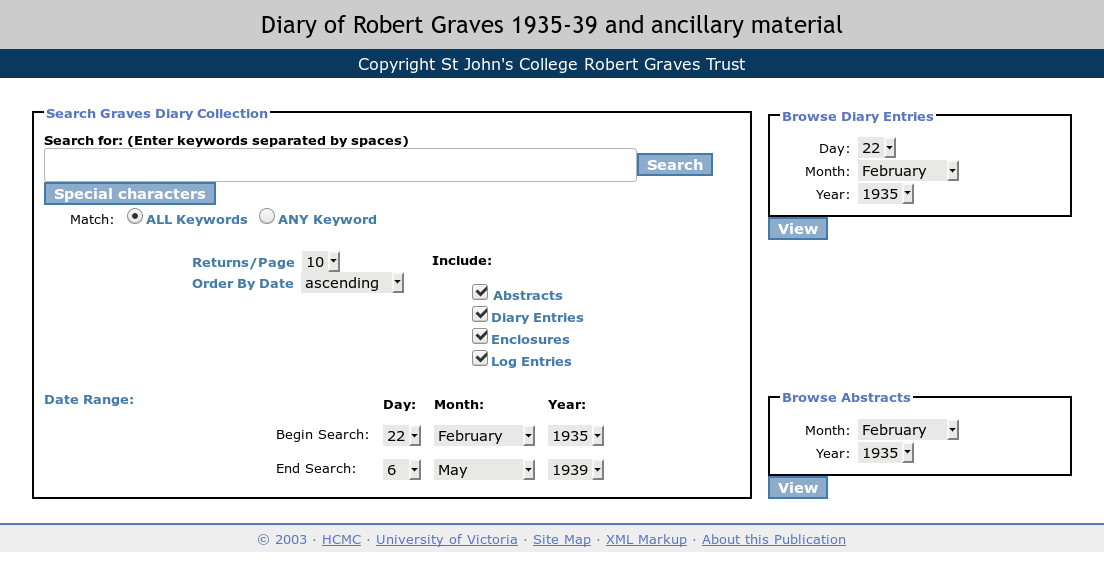 Diary of Robert Graves 1935-39 and ancillary material
Copyright St John's College Robert Graves Trust
Search Graves Diary Collection
Search for: (Enter keywords separated by spaces)
Search
Special characters
Match: ALL Keywords ANY Keyword
Returns/Page 10
Order By Date ascending
Include:
Abstracts
Diary Entries
Enclosures
Log Entries
Date Range:
Day: Month: Year:
Begin Search: 22 February 1935
End Search: 6 May 1939
Browse Diary Entries
Day: 22
Month: February
Year: 1935
View
Browse Abstracts
Month: February
Year: 1935
View
© 2003 · HCMC · University of Victoria · Site Map · XML Markup · About this Publication